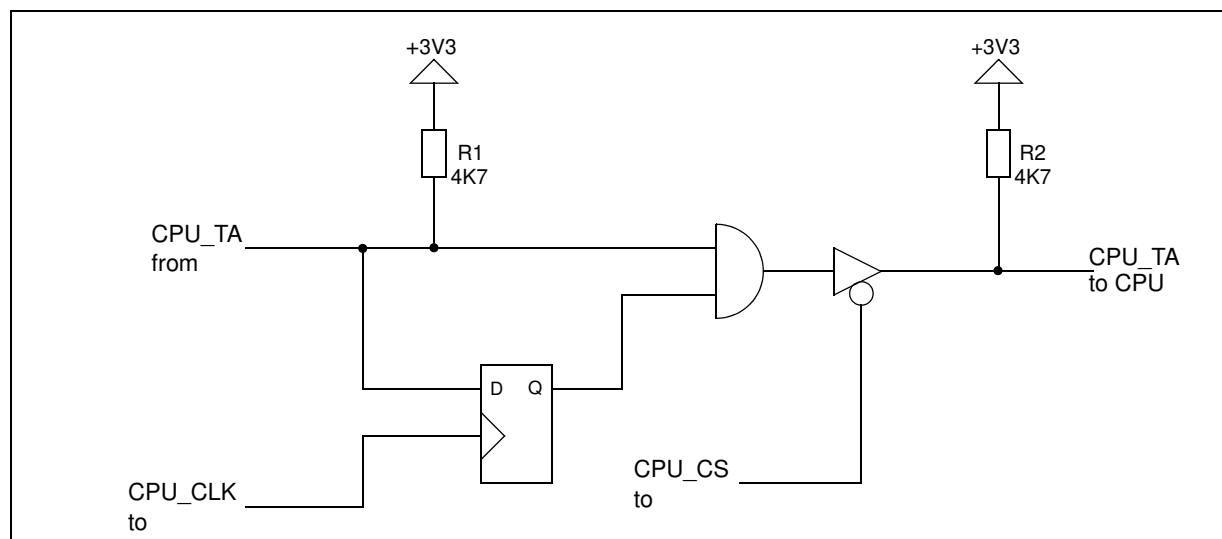 +3V3
+3V3
R1
4K7
R2
4K7
CPU_TA
from
CPU_TA
to CPU
D
Q
CPU_CS
to
CPU_CLK
to